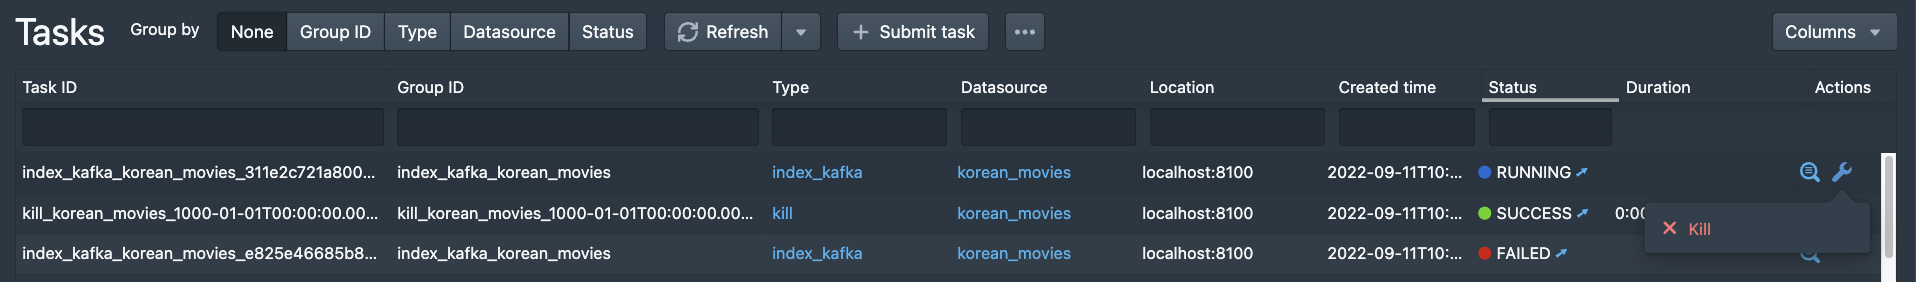 Tasks Group by None Group ID Type Datasource Status Refresh Submit task Columns
Task ID Group ID Type Datasource Location Created time Status Duration Actions
index_kafka_korean_movies_311e2c721a800... index_kafka_korean_movies index_kafka korean_movies localhost:8100 2022-09-11T10:... RUNNING
kill_korean_movies_1000-01-01T00:00:00.00... kill_korean_movies_1000-01-01T00:00:00.00... kill korean_movies localhost:8100 2022-09-11T10:... SUCCESS 0:00
Kill
index_kafka_korean_movies_e825e46685b8... index_kafka_korean_movies index_kafka korean_movies localhost:8100 2022-09-11T10:... FAILED